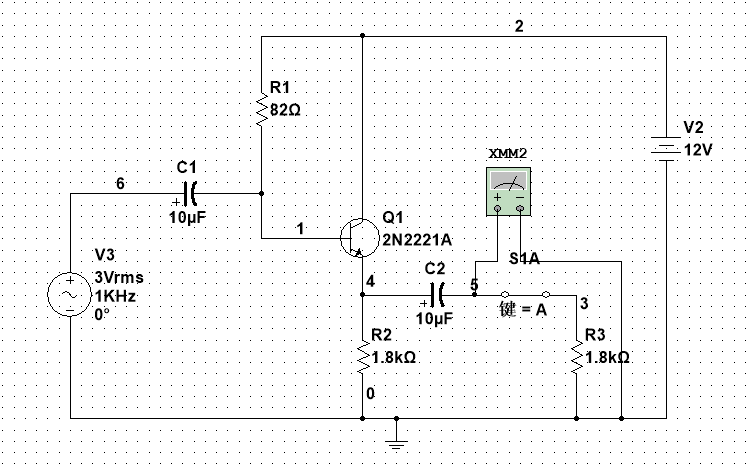 2
R1
82Ω
V2
12V
XMM2
C1
6
10µF
+
+ −
1
Q1
2N2221A
V3
3Vrms
1KHz
0°
+
S1A
C2
4
5
+
10µF
键 = A
3
R2
1.8kΩ
R3
1.8kΩ
0